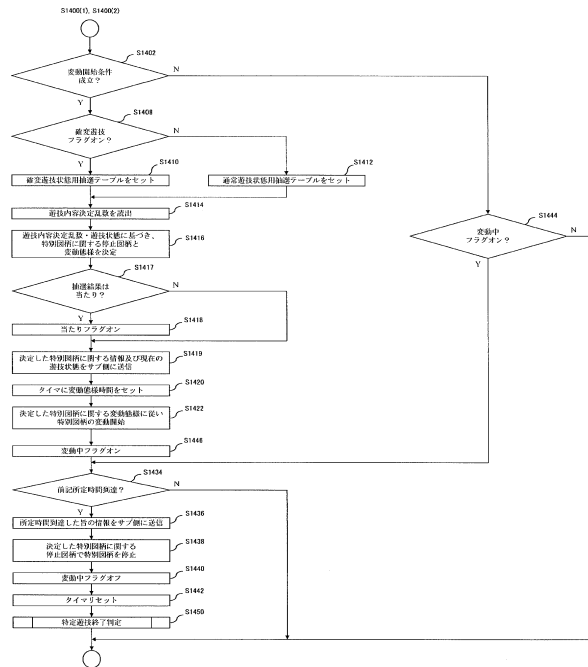 S1400(1), S1400(2)
S1402
変動開始条件
成立？
N
Y
S1408
確変遊技
フラグオン？
N
Y
S1410
確変遊技状態用抽選テーブルをセット
S1412
通常遊技状態用抽選テーブルをセット
S1414
遊技内容決定乱数を読出
S1416
遊技内容決定乱数・遊技状態に基づき、
特別図柄に関する停止図柄と
変動態様を決定
S1444
変動中
フラグオン？
N
Y
S1417
抽選結果は
当たり？
N
Y
S1418
当たりフラグオン
S1419
決定した特別図柄に関する情報及び現在の
遊技状態をサブ側に送信
S1420
タイマに変動態様時間をセット
S1422
決定した特別図柄に関する変動態様に従い
特別図柄の変動開始
S1446
変動中フラグオン
S1434
前記所定時間到達？
N
Y
S1436
所定時間到達した旨の情報をサブ側に送信
S1438
決定した特別図柄に関する
停止図柄で特別図柄を停止
S1440
変動中フラグオフ
S1442
タイマリセット
S1450
特定遊技終了判定